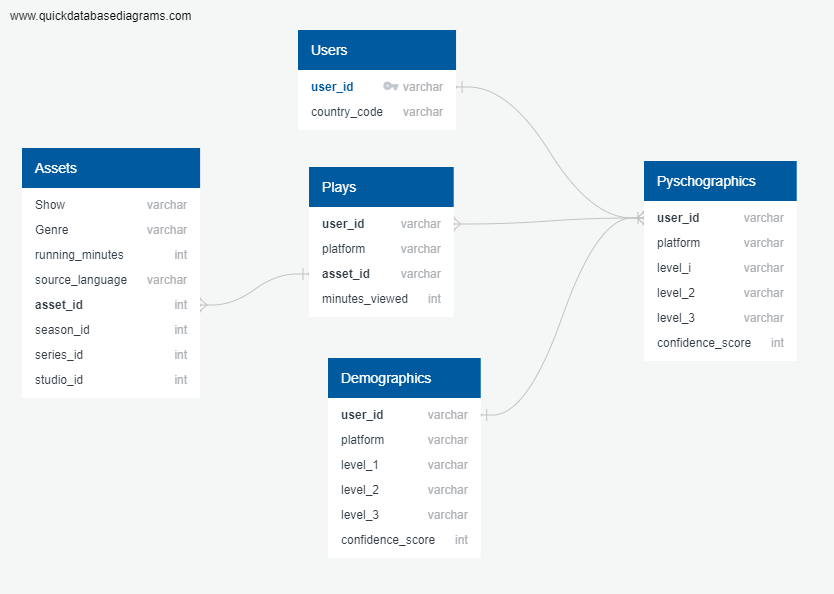 www.quickdatabasediagrams.com
Users
user_id varchar
country_code varchar
Assets
Show varchar
Genre varchar
running_minutes int
source_language varchar
asset_id int
season_id int
series_id int
studio_id int
Plays
user_id varchar
platform varchar
asset_id varchar
minutes_viewed int
Demographics
user_id varchar
platform varchar
level_1 varchar
level_2 varchar
level_3 varchar
confidence_score int
Pyschographics
user_id varchar
platform varchar
level_i varchar
level_2 varchar
level_3 varchar
confidence_score int